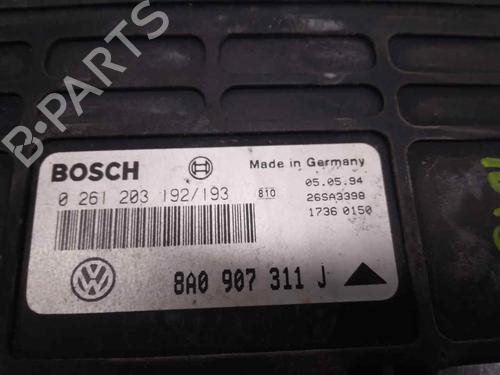 B-PARTS
BOSCH
Made in Germany
0 261 203 192/193
810
05.05.94
26SA3398
1736 0150
8A0 907 311 J